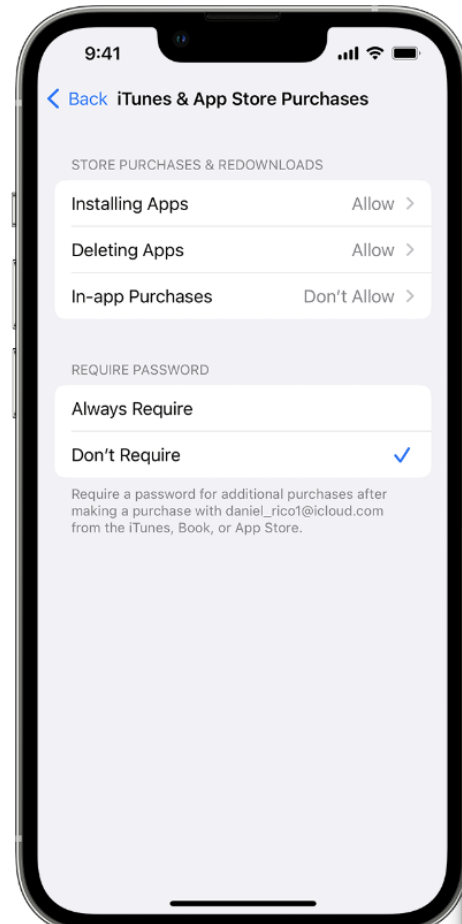 9:41
Back iTunes & App Store Purchases
STORE PURCHASES & REDOWNLOADS
Installing Apps Allow
Deleting Apps Allow
In-app Purchases Don't Allow
REQUIRE PASSWORD
Always Require
Don't Require
Require a password for additional purchases after
making a purchase with daniel_rico1@icloud.com
from the iTunes, Book, or App Store.